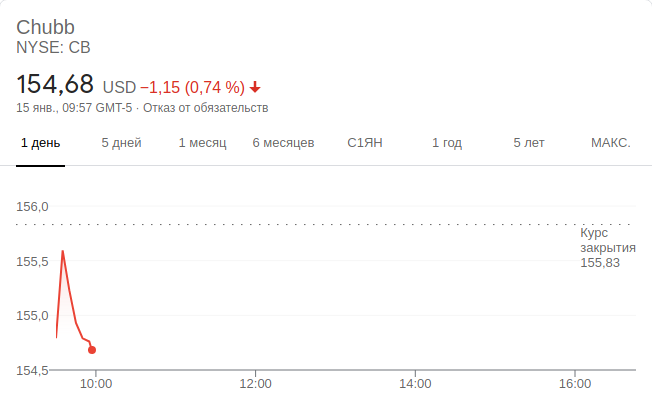 Chubb
NYSE: CB
154,68 USD −1,15 (0,74 %)
15 янв., 09:57 GMT-5 · Отказ от обязательств
1 день 5 дней 1 месяц 6 месяцев С1ЯН 1 год 5 лет МАКС.
156,0
Курс
закрытия
155,83
155,5
155,0
154,5
10:00 12:00 14:00 16:00